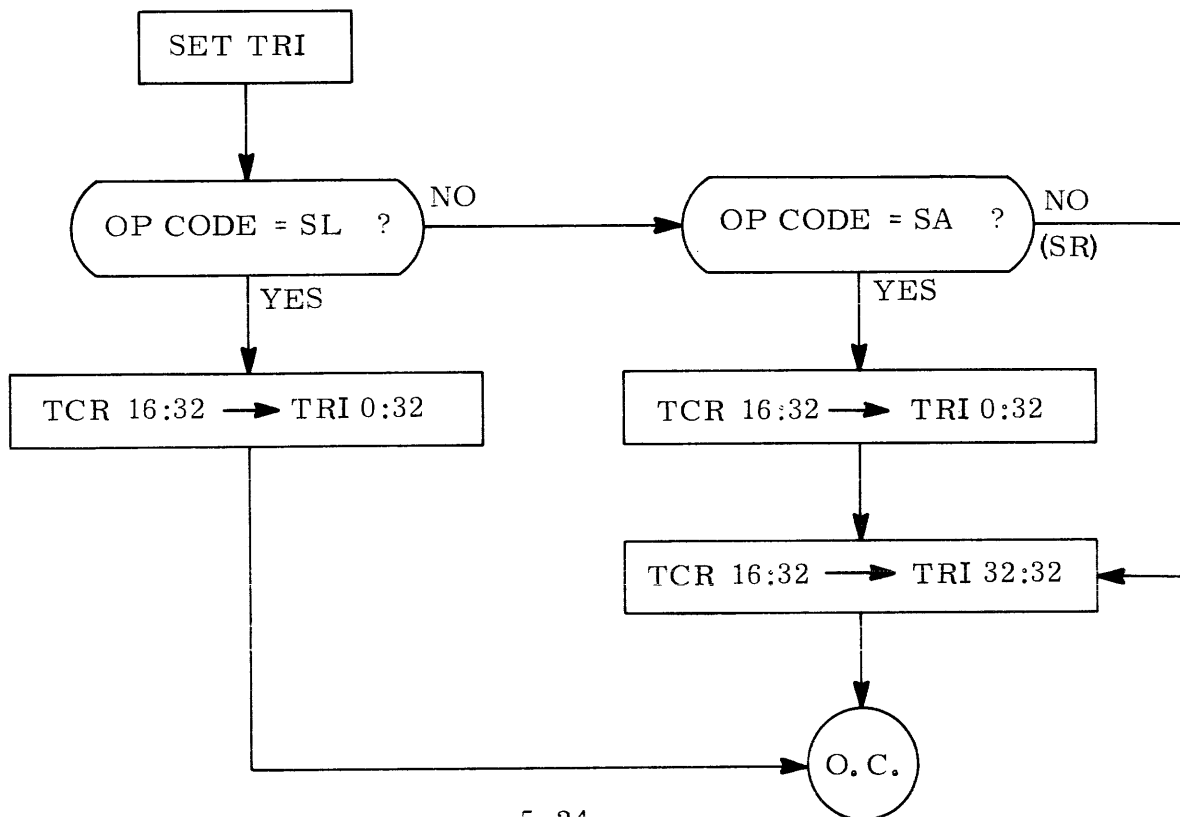 SET TRI
OP CODE = SL ?
NO
OP CODE = SA ?
NO
(SR)
YES
YES
TCR 16:32 → TRI 0:32
TCR 16:32 → TRI 0:32
TCR 16:32 → TRI 32:32
O.C.